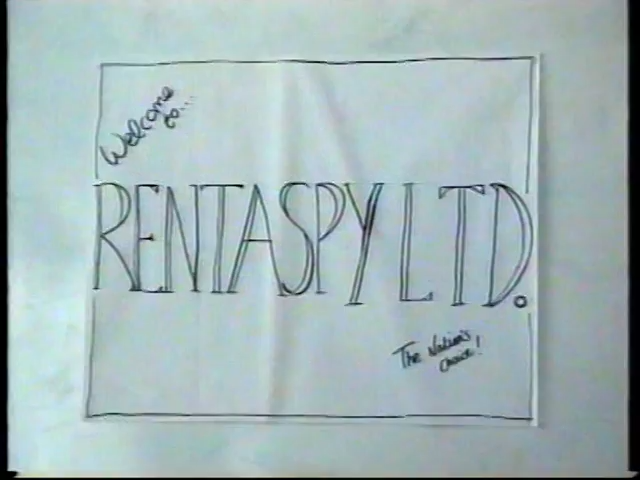 Welcome
to...
RENTASPY LTD.
The Nation's
choice!